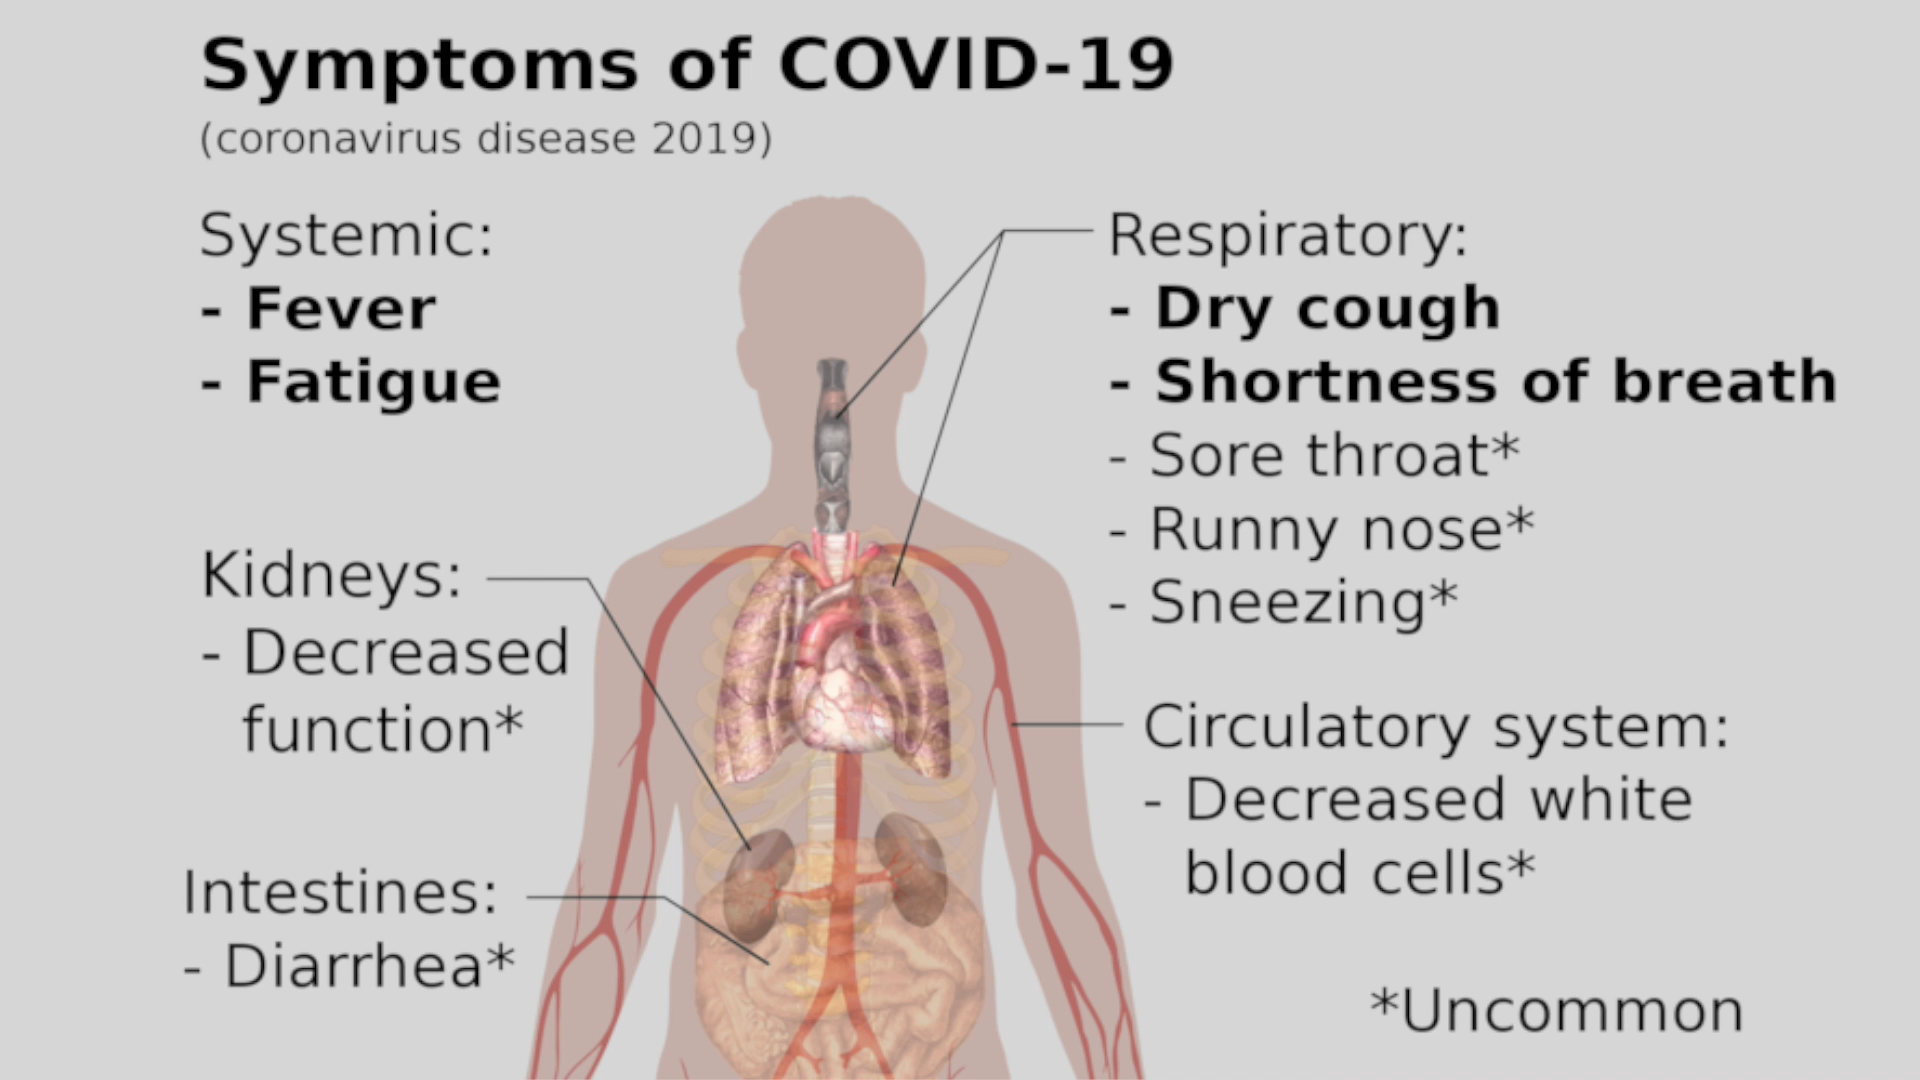 Symptoms of COVID-19
(coronavirus disease 2019)
Systemic:
- Fever
- Fatigue
Kidneys:
- Decreased
function*
Intestines:
- Diarrhea*
Respiratory:
- Dry cough
- Shortness of breath
- Sore throat*
- Runny nose*
- Sneezing*
Circulatory system:
- Decreased white
blood cells*
*Uncommon